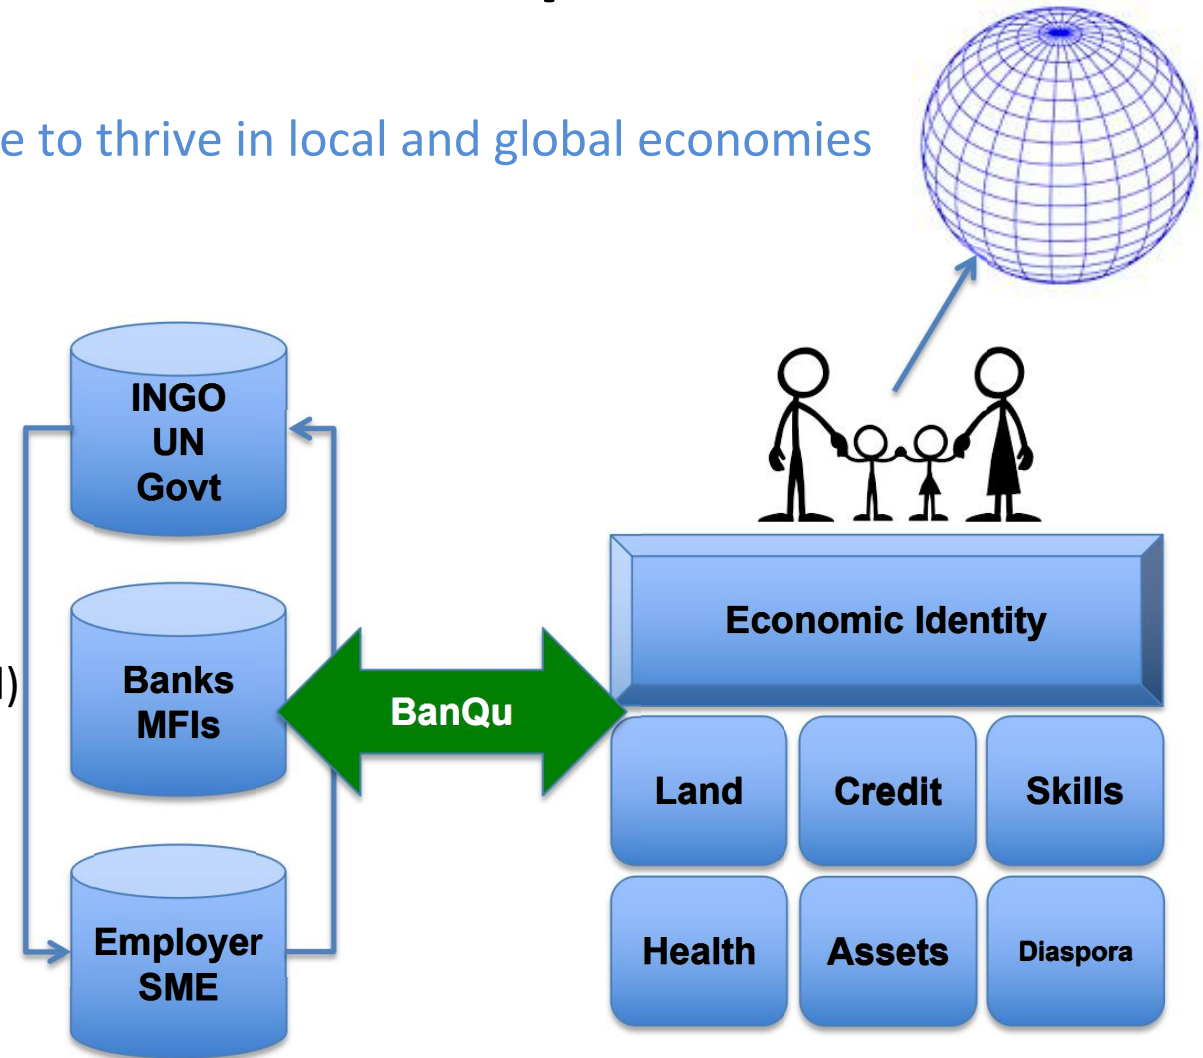 e to thrive in local and global economies
INGO
UN
Govt
Banks
MFIs
Employer
SME
BanQu
Economic Identity
Land
Credit
Skills
Health
Assets
Diaspora